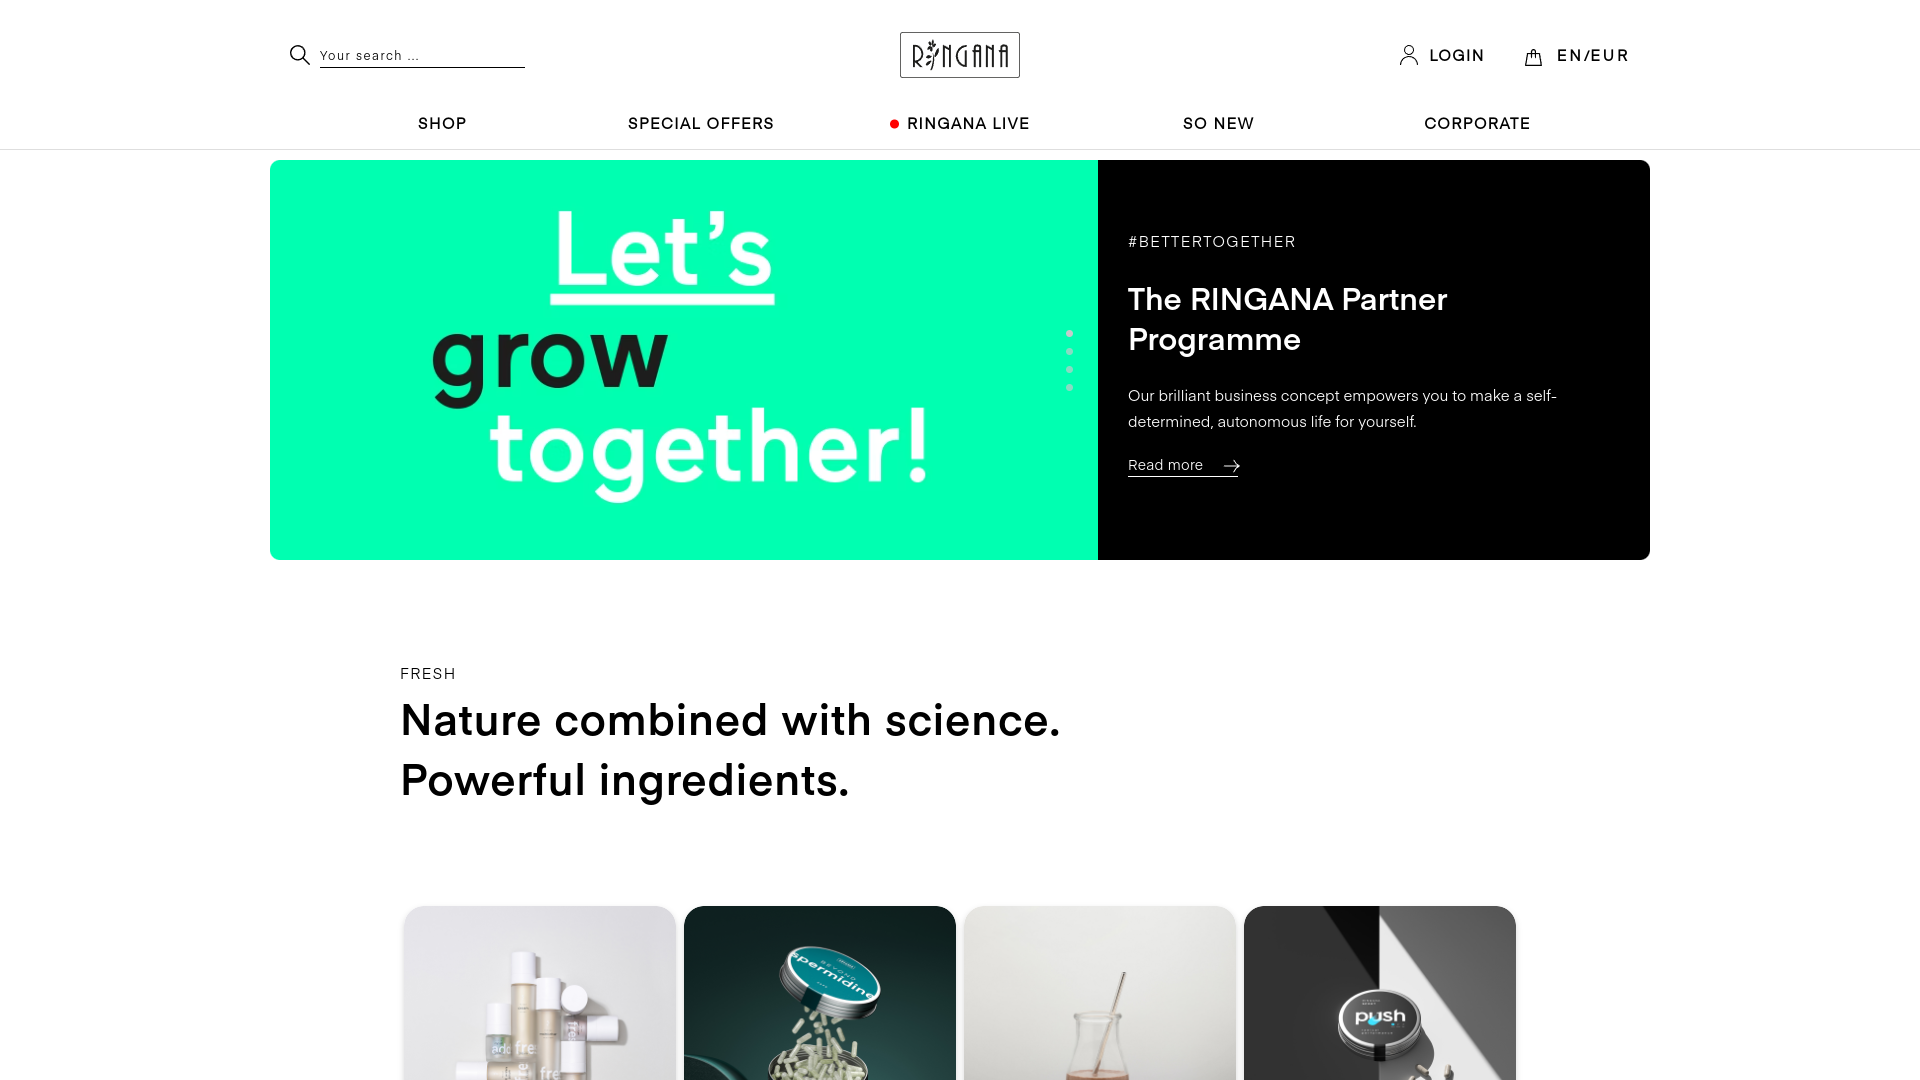 Your search ...
RINGANA
LOGIN
EN/EUR
SHOP
SPECIAL OFFERS
RINGANA LIVE
SO NEW
CORPORATE
Let's
grow
together!
#BETTERTOGETHER
The RINGANA Partner
Programme
Our brilliant business concept empowers you to make a self-
determined, autonomous life for yourself.
Read more
FRESH
Nature combined with science.
Powerful ingredients.
BEYOND
spermidine
push